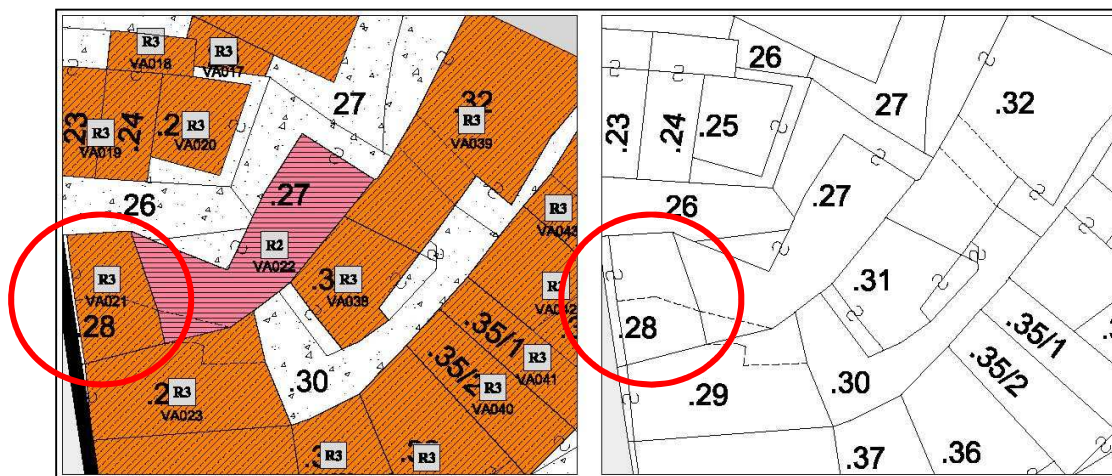 R3
VA018
R3
VA017
27
.32
R3
VA039
.23
R3
VA019
.24
.2
R3
VA020
.27
26
R3
R2
VA022
R3
VA021
.28
R3
VA038
.30
.35/1
R3
VA041
.35/2
R3
VA040
.2
R3
VA023
R3
R3
26
27
.32
.23
.24
.25
.27
26
.31
.28
.35/1
.35/2
.29
.30
.37
.36